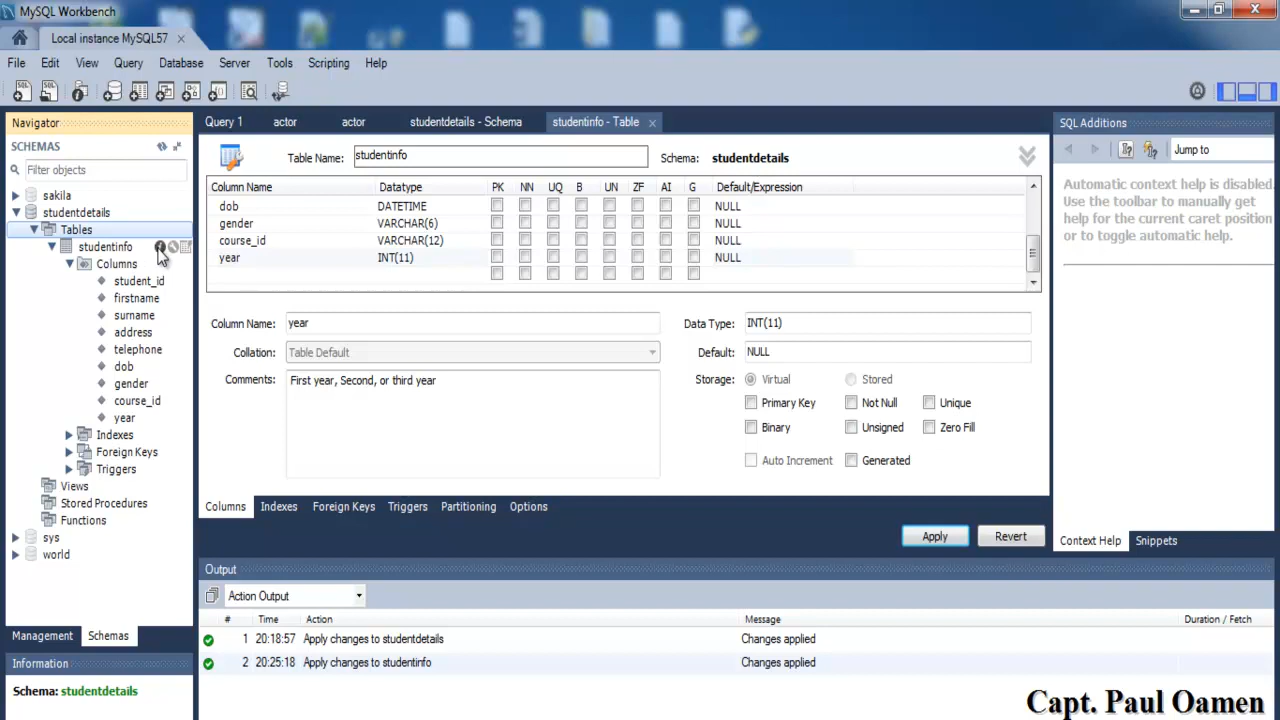 MySQL Workbench
Local instance MySQL57
File Edit View Query Database Server Tools Scripting Help
Navigator
SCHEMAS
Filter objects
sakila
studentdetails
Tables
studentinfo
Columns
student_id
firstname
surname
address
telephone
dob
gender
course_id
year
Indexes
Foreign Keys
Triggers
Views
Stored Procedures
Functions
sys
world
Management Schemas
Information
Schema: studentdetails
Query 1 actor actor studentdetails - Schema studentinfo - Table
Table Name: studentinfo Schema: studentdetails
Column Name Datatype PK NN UQ B UN ZF AI G Default/Expression
dob DATETIME NULL
gender VARCHAR(6) NULL
course_id VARCHAR(12) NULL
year INT(11) NULL
Column Name: year Data Type: INT(11)
Collation: Table Default Default: NULL
Comments: First year, Second, or third year Storage: Virtual Stored
Primary Key Not Null Unique
Binary Unsigned Zero Fill
Auto Increment Generated
Columns Indexes Foreign Keys Triggers Partitioning Options
Apply Revert
Output
Action Output
# Time Action Message Duration / Fetch
1 20:18:57 Apply changes to studentdetails Changes applied
2 20:25:18 Apply changes to studentinfo Changes applied
SQL Additions
Jump to
Automatic context help is disabled.
Use the toolbar to manually get
help for the current caret position
or to toggle automatic help.
Context Help Snippets
Capt. Paul Oamen